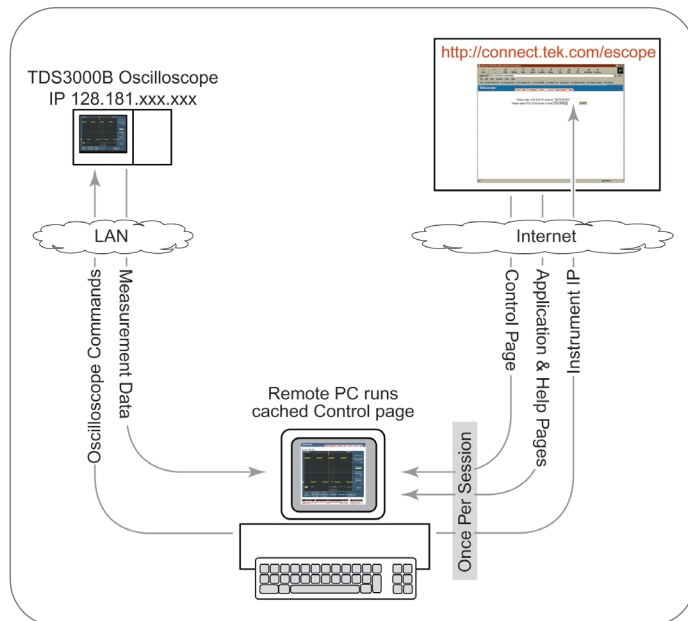 http://connect.tek.com/escope
TDS3000B Oscilloscope
IP 128.181.xxx.xxx
LAN
Internet
Oscilloscope Commands
Measurement Data
Control Page
Application & Help Pages
Instrument IP
Remote PC runs
cached Control page
Once Per Session